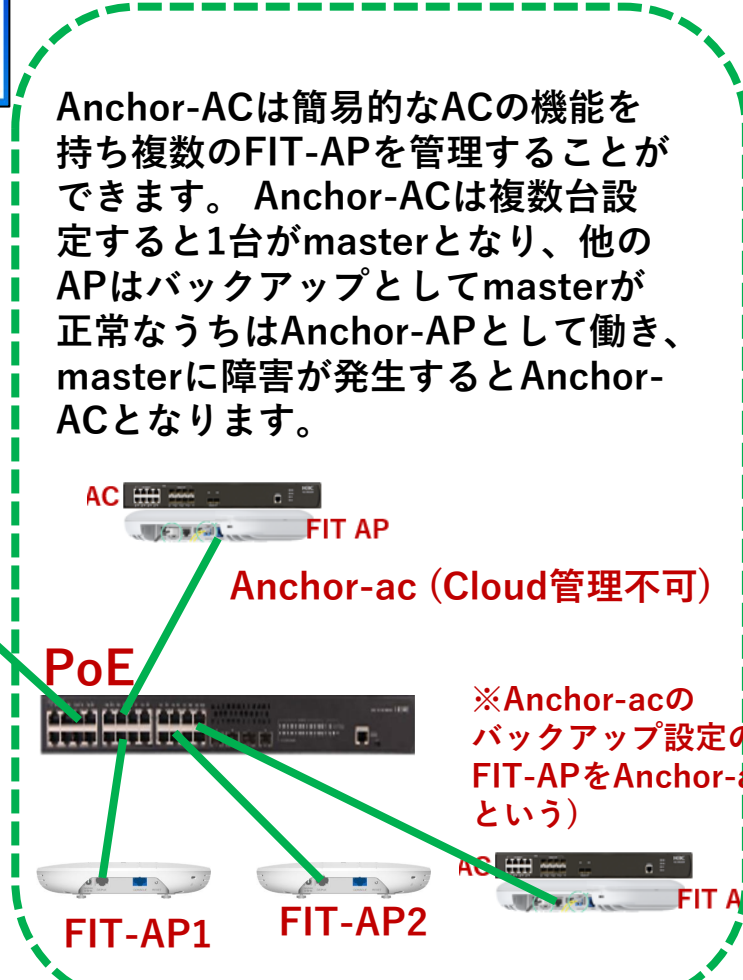 Anchor-ACは簡易的なACの機能を
持ち複数のFIT-APを管理することが
できます。 Anchor-ACは複数台設
定すると1台がmasterとなり、他の
APはバックアップとしてmasterが
正常なうちはAnchor-APとして働き、
masterに障害が発生するとAnchor-
ACとなります。
AC
FIT AP
Anchor-ac (Cloud管理不可)
PoE
※Anchor-acの
バックアップ設定の
FIT-APをAnchor-a
という）
AC
FIT A
FIT-AP1
FIT-AP2